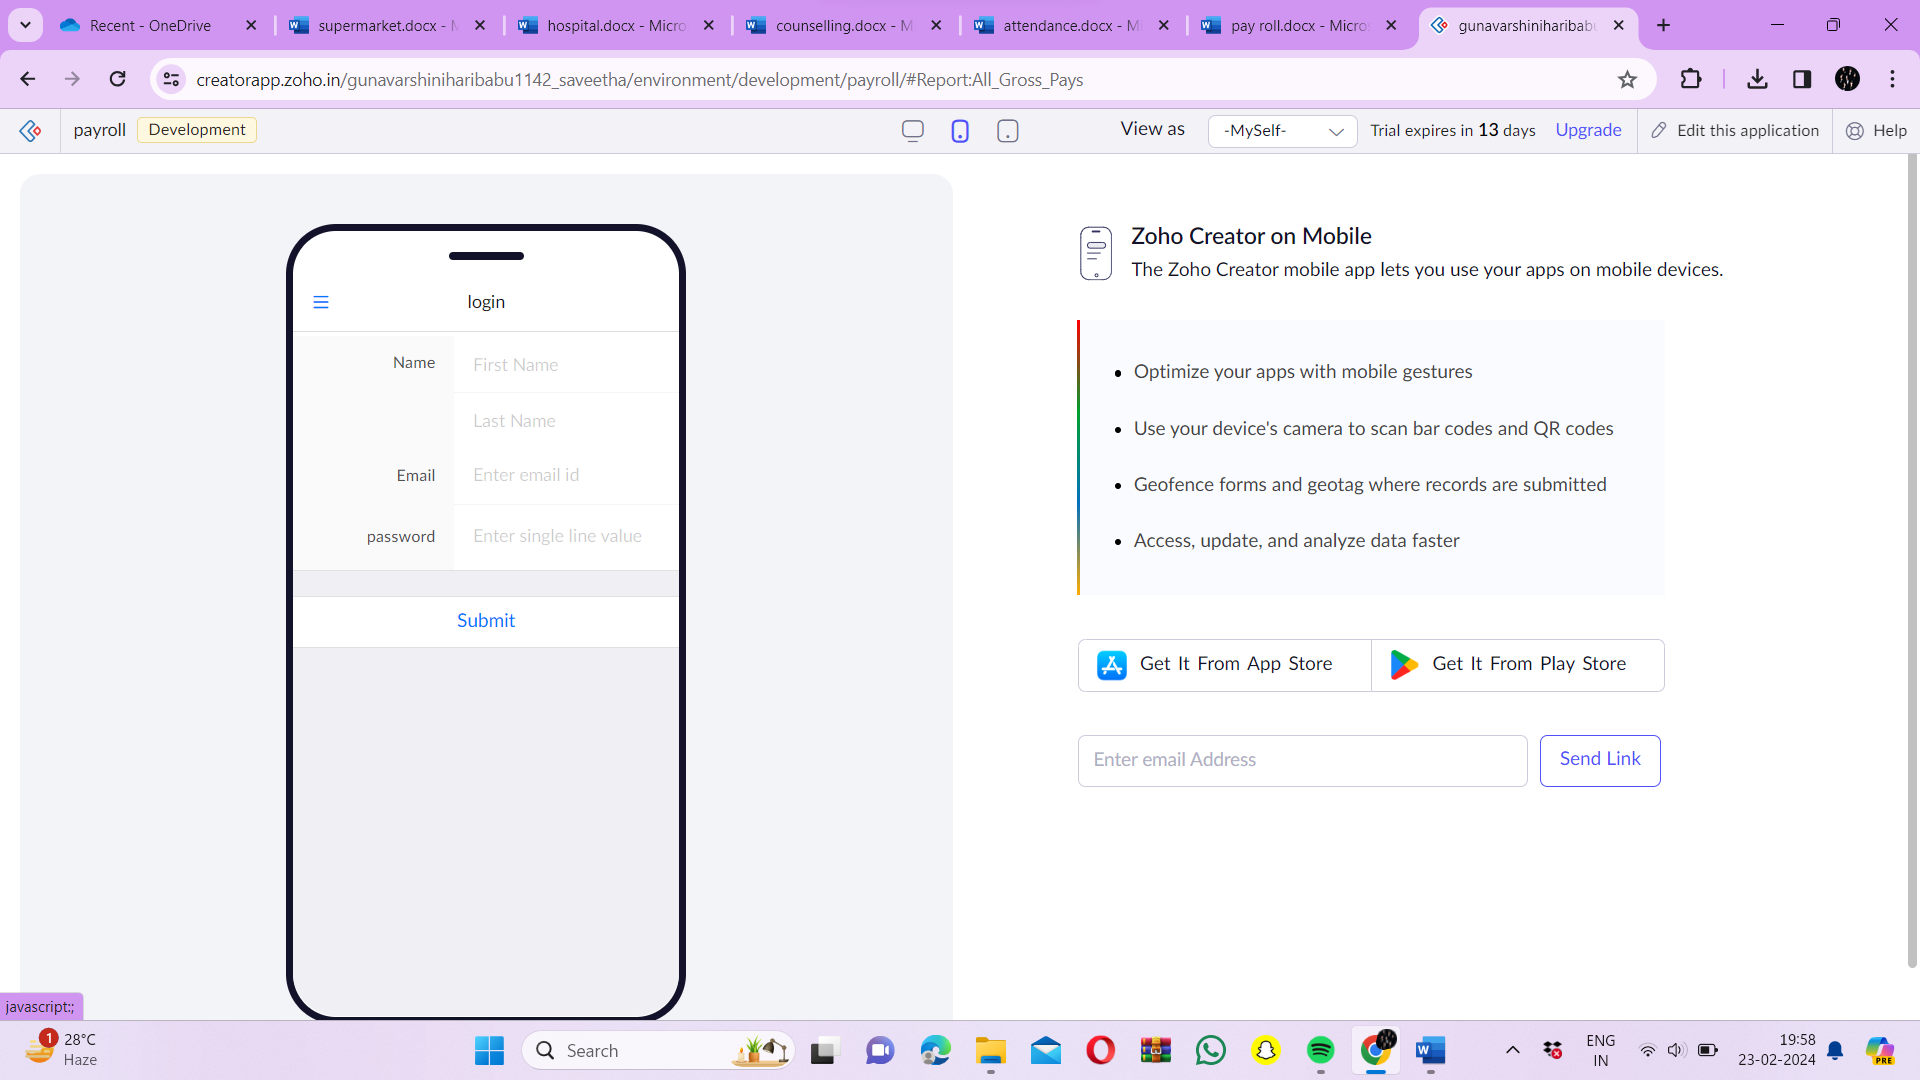 Recent - OneDrive
supermarket.docx -
hospital.docx - Micro
counselling.docx - M
attendance.docx - Mi
pay roll.docx - Micro
gunavarshiniharibabu
creatorapp.zoho.in/gunavarshiniharibabu1142_saveetha/environment/development/payroll/#Report:All_Gross_Pays
payroll
Development
View as
-MySelf-
Trial expires in 13 days
Upgrade
Edit this application
Help
login
Name
First Name
Last Name
Email
Enter email id
password
Enter single line value
Submit
Zoho Creator on Mobile
The Zoho Creator mobile app lets you use your apps on mobile devices.
Optimize your apps with mobile gestures
Use your device's camera to scan bar codes and QR codes
Geofence forms and geotag where records are submitted
Access, update, and analyze data faster
Get It From App Store
Get It From Play Store
Enter email Address
Send Link
javascript:;
1
28°C
Haze
Search
ENG
IN
19:58
23-02-2024
PRE